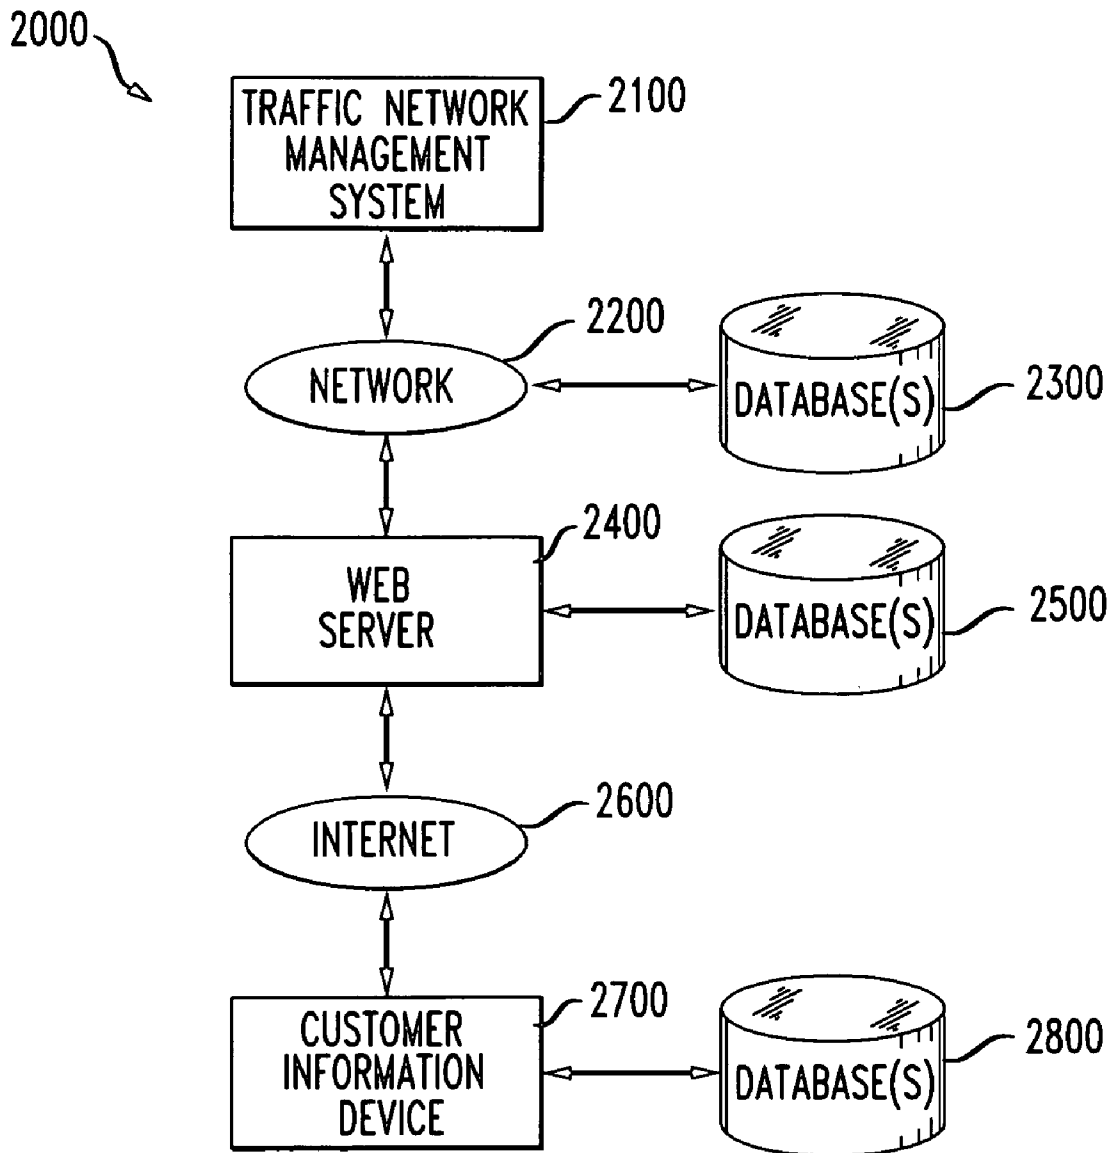 2000
TRAFFIC NETWORK
MANAGEMENT
SYSTEM
2100
2200
NETWORK
DATABASE(S)
2300
2400
WEB
SERVER
DATABASE(S)
2500
2600
INTERNET
2700
CUSTOMER
INFORMATION
DEVICE
DATABASE(S)
2800